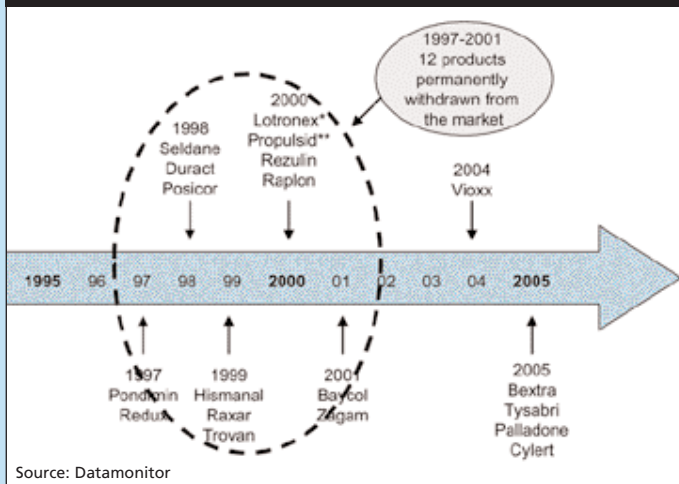 1997-2001
12 products
permanently
withdrawn from
the market
2000
Lotronex*
Propulsid**
Rezulin
Raplon
1998
Seldane
Duract
Posicor
2004
Vioxx
1995 96 97 98 99 2000 01 02 03 04 2005
1997
Pondimin
Redux
1999
Hismanal
Raxar
Trovan
2001
Baycol
Zagam
2005
Bextra
Tysabri
Palladone
Cylert
Source: Datamonitor